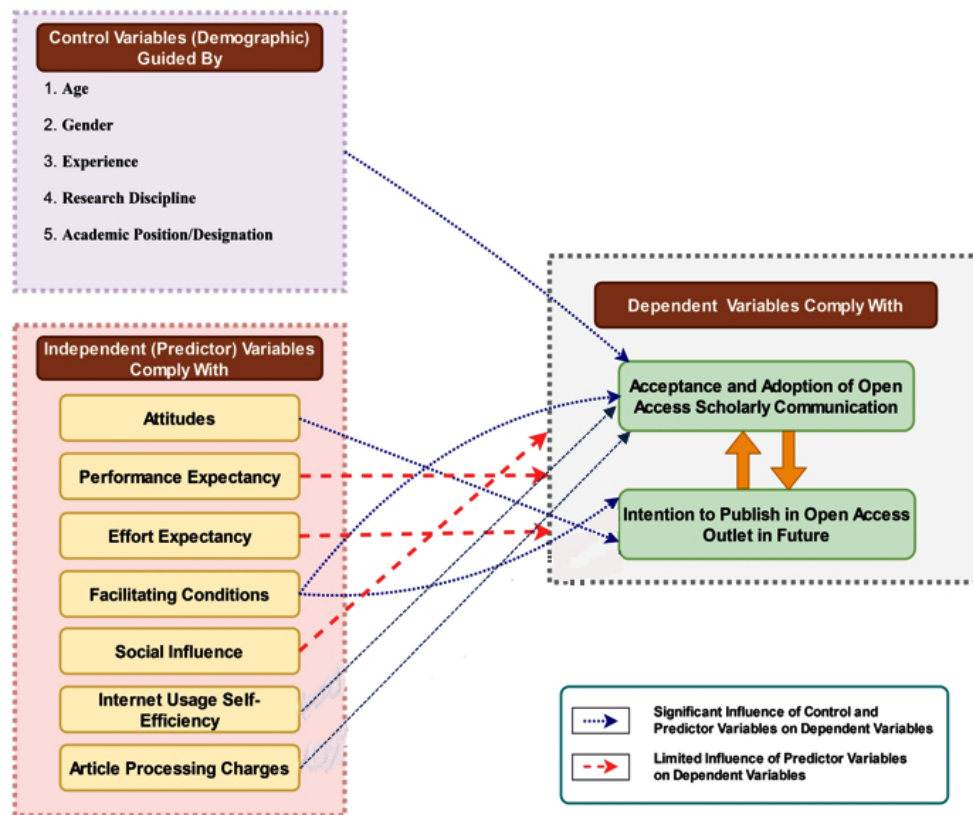 Control Variables (Demographic)
Guided By
1. Age
2. Gender
3. Experience
4. Research Discipline
5. Academic Position/Designation
Independent (Predictor) Variables
Comply With
Attitudes
Performance Expectancy
Effort Expectancy
Facilitating Conditions
Social Influence
Internet Usage Self-
Efficiency
Article Processing Charges
Dependent Variables Comply With
Acceptance and Adoption of Open
Access Scholarly Communication
Intention to Publish in Open Access
Outlet in Future
Significant Influence of Control and
Predictor Variables on Dependent Variables
Limited Influence of Predictor Variables
on Dependent Variables